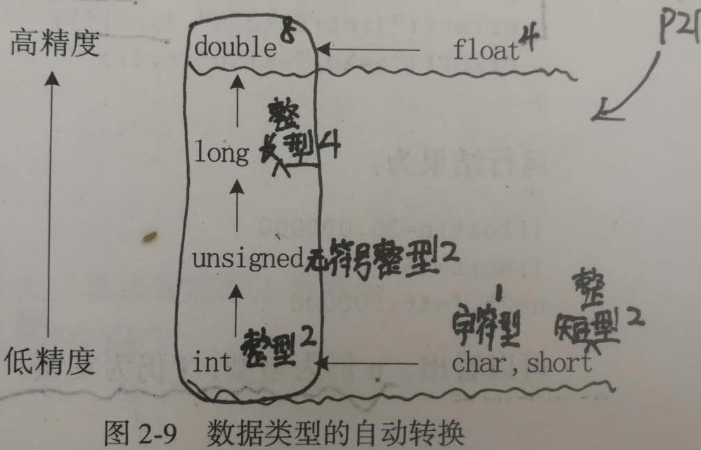 高精度
double 8
float 4
P21
long 长整型 4
unsigned 无符号整型 2
int 整型 2
字符型 1
短整型 2
低精度
char, short
图 2-9 数据类型的自动转换